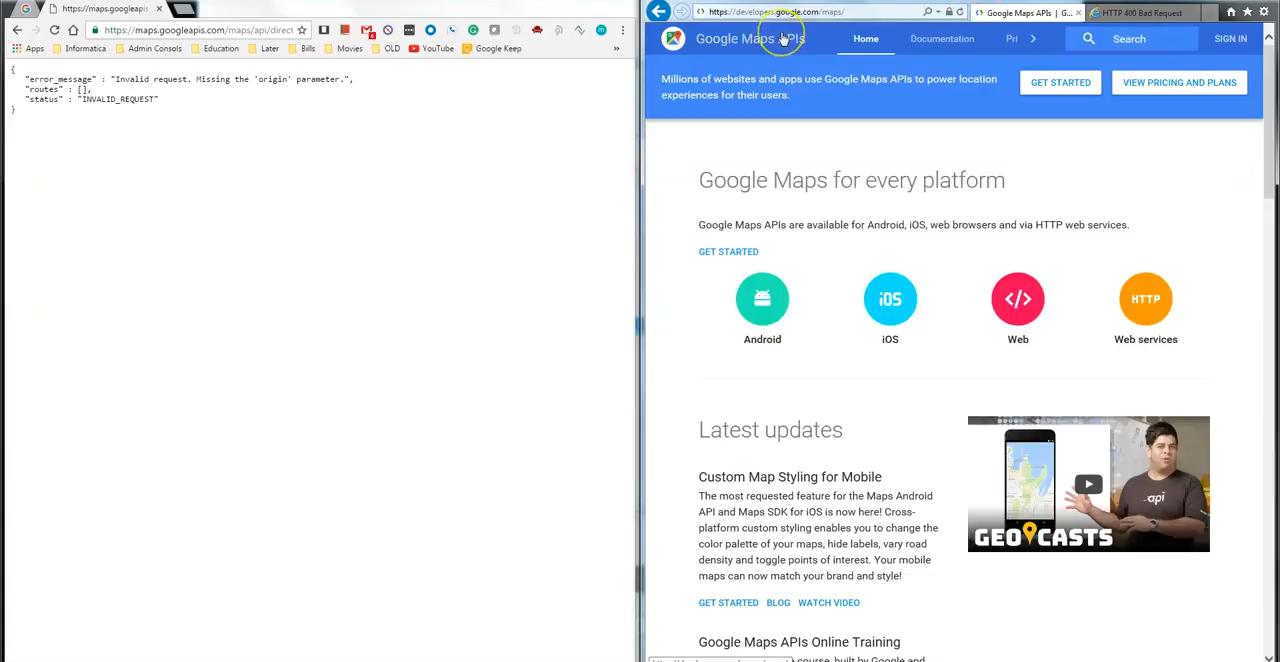 https://maps.googleapis
https://maps.googleapis.com/maps/api/direct
Apps Informatica Admin Consols Education Later Bills Movies OLD YouTube Google Keep »
{
"error_message" : "Invalid request. Missing the 'origin' parameter.",
"routes" : [],
"status" : "INVALID_REQUEST"
}
https://developers.google.com/maps/
Google Maps APIs | G...
HTTP 400 Bad Request
Google Maps APIs
Home
Documentation
Pri
Search
SIGN IN
Millions of websites and apps use Google Maps APIs to power location
experiences for their users.
GET STARTED
VIEW PRICING AND PLANS
Google Maps for every platform
Google Maps APIs are available for Android, iOS, web browsers and via HTTP web services.
GET STARTED
iOS
</>
HTTP
Android
iOS
Web
Web services
Latest updates
Custom Map Styling for Mobile
The most requested feature for the Maps Android
API and Maps SDK for iOS is now here! Cross-
platform custom styling enables you to change the
color palette of your maps, hide labels, vary road
density and toggle points of interest. Your mobile
maps can now match your brand and style!
api
GEOCASTS
GET STARTED BLOG WATCH VIDEO
Google Maps APIs Online Training
course, built by Google and